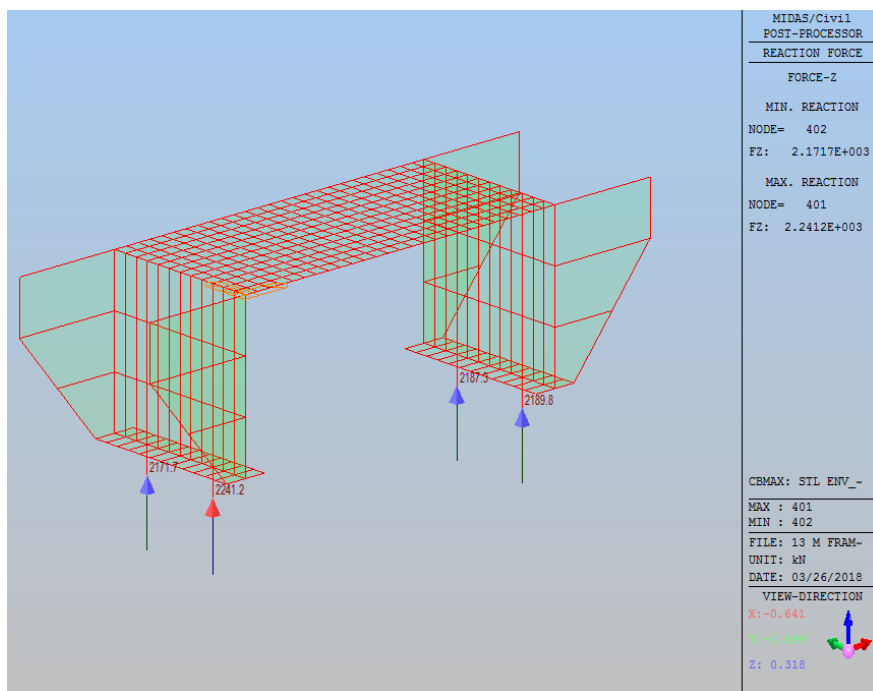 MIDAS/Civil
POST-PROCESSOR
REACTION FORCE
FORCE-Z
MIN. REACTION
NODE= 402
FZ: 2.1717E+003
MAX. REACTION
NODE= 401
FZ: 2.2412E+003
2187.3
2189.8
2171.7
2241.2
CBMAX: STL ENV_~
MAX : 401
MIN : 402
FILE: 13 M FRAM~
UNIT: kN
DATE: 03/26/2018
VIEW-DIRECTION
X:-0.641
Z: 0.318